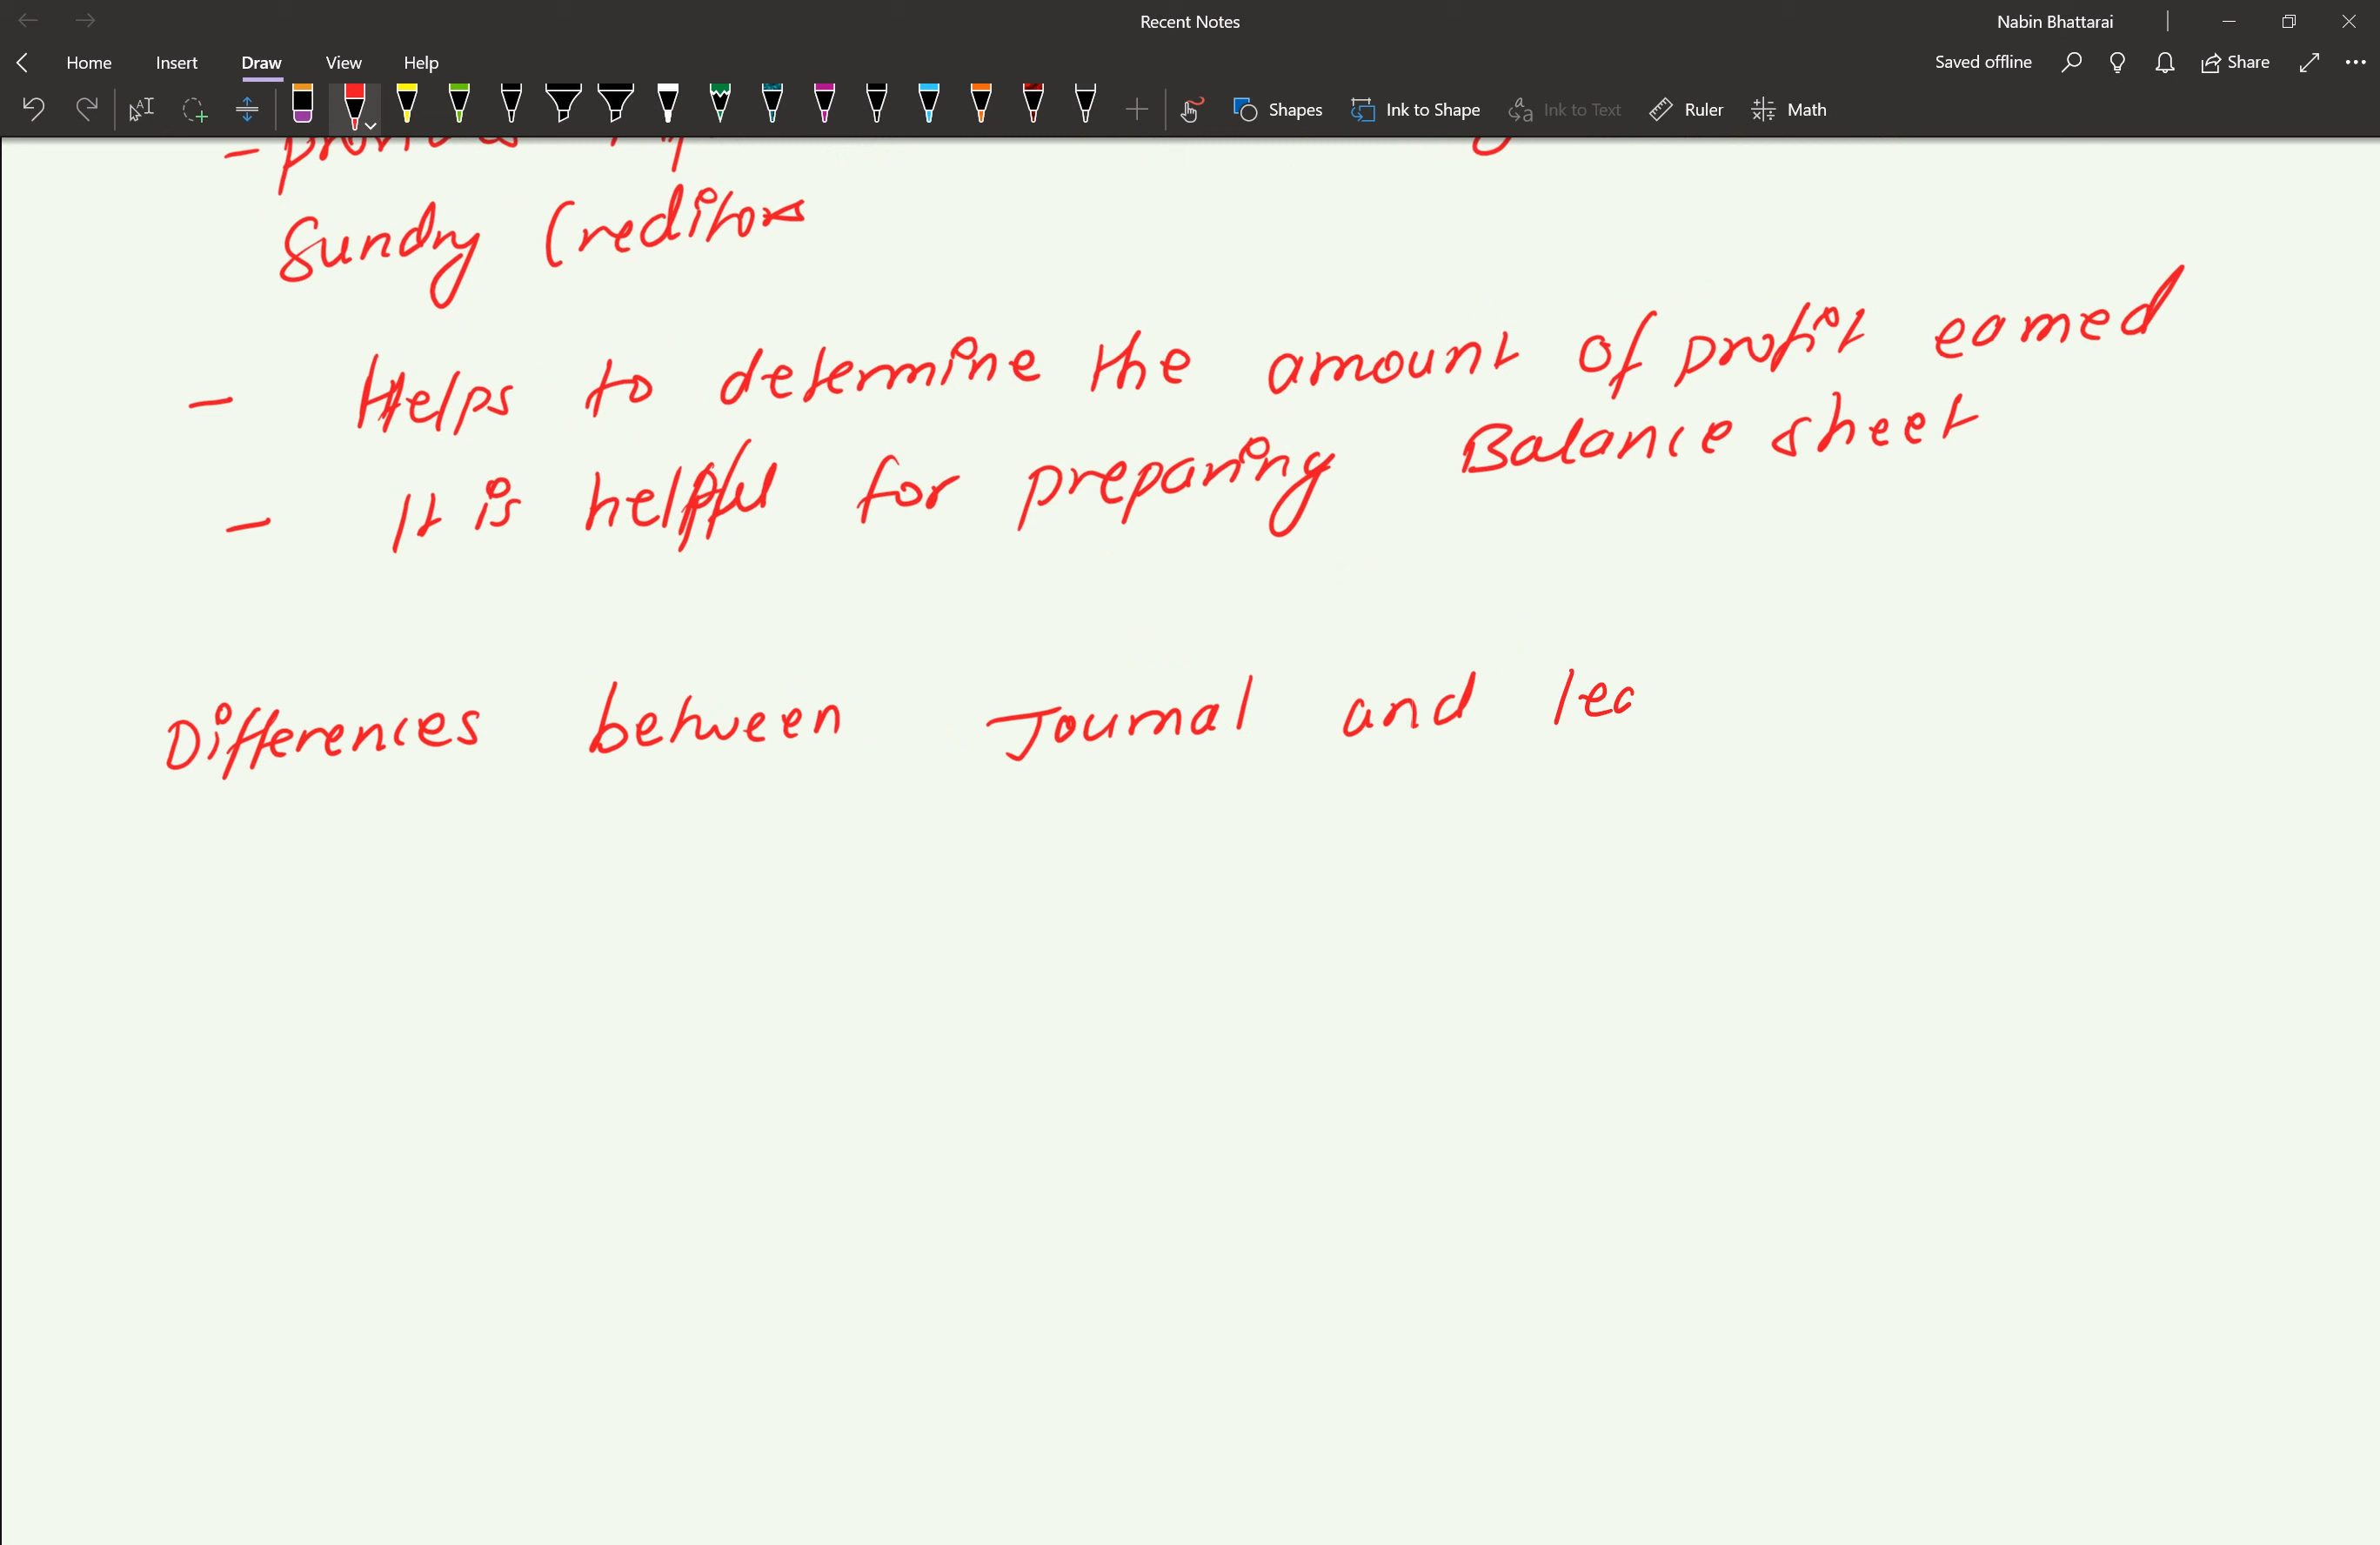 Recent Notes
Nabin Bhattarai
Home Insert Draw View Help
Saved offline
Share
Shapes Ink to Shape Ink to Text Ruler Math
Sundry Creditors
- Helps to determine the amount of profit earned
- It is helpful for preparing Balance sheet
Differences between Journal and lec